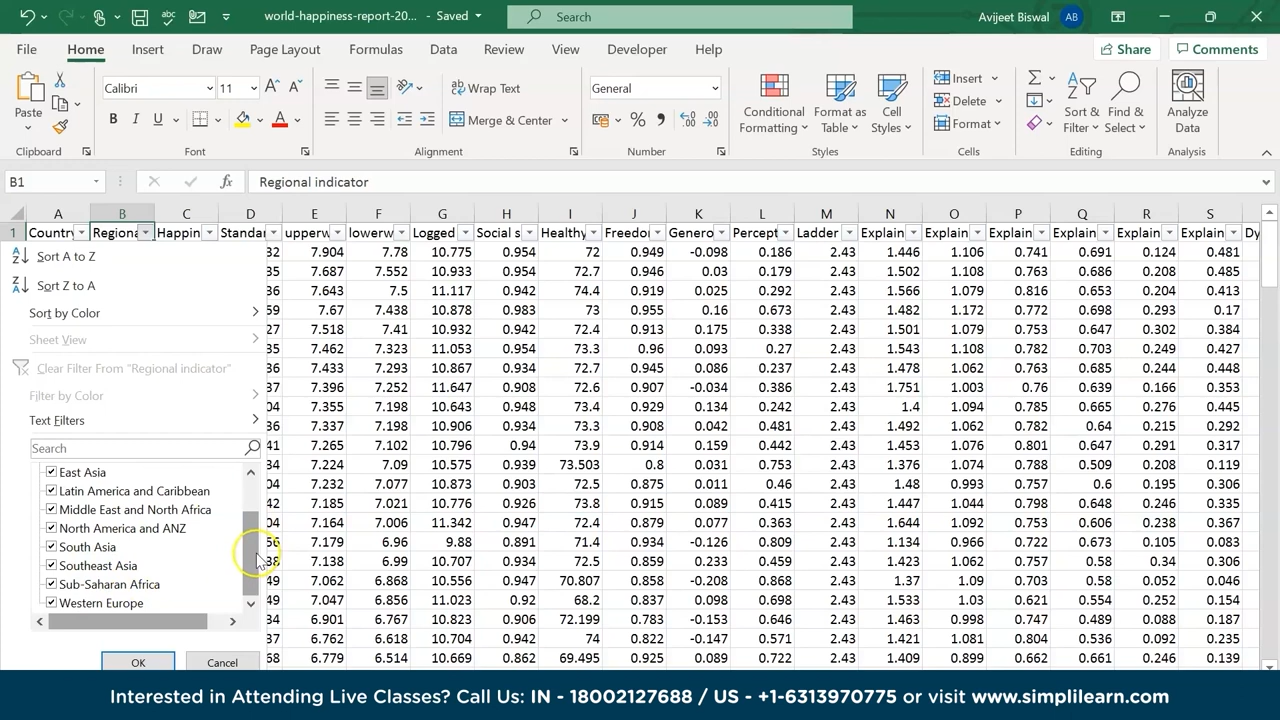 world-happiness-report-20... - Saved
Search
Avijeet Biswal AB
File Home Insert Draw Page Layout Formulas Data Review View Developer Help Share Comments
Paste
Calibri 11
B I U A
Wrap Text
Merge & Center
General
Conditional Formatting
Format as Table
Cell Styles
Insert
Delete
Format
Sort & Filter
Find & Select
Analyze Data
Clipboard Font Alignment Number Styles Cells Editing Analysis
B1 fx Regional indicator
A B C D E F G H I J K L M N O P Q R S
1 Country Regiona Happin Standar upperw lowerw Logged Social s Healthy Freedo Genero Percept Ladder Explain Explain Explain Explain Explain Explain Dy
Sort A to Z
Sort Z to A
Sort by Color
Sheet View
Clear Filter From "Regional indicator"
Filter by Color
Text Filters
Search
East Asia
Latin America and Caribbean
Middle East and North Africa
North America and ANZ
South Asia
Southeast Asia
Sub-Saharan Africa
Western Europe
OK Cancel
32 7.904 7.78 10.775 0.954 72 0.949 -0.098 0.186 2.43 1.446 1.106 0.741 0.691 0.124 0.481
35 7.687 7.552 10.933 0.954 72.7 0.946 0.03 0.179 2.43 1.502 1.108 0.763 0.686 0.208 0.485
36 7.643 7.5 11.117 0.942 74.4 0.919 0.025 0.292 2.43 1.566 1.079 0.816 0.653 0.204 0.413
59 7.67 7.438 10.878 0.983 73 0.955 0.16 0.673 2.43 1.482 1.172 0.772 0.698 0.293 0.17
27 7.518 7.41 10.932 0.942 72.4 0.913 0.175 0.338 2.43 1.501 1.079 0.753 0.647 0.302 0.384
35 7.462 7.323 11.053 0.954 73.3 0.96 0.093 0.27 2.43 1.543 1.108 0.782 0.703 0.249 0.427
36 7.433 7.293 10.867 0.934 72.7 0.945 0.086 0.237 2.43 1.478 1.062 0.763 0.685 0.244 0.448
37 7.396 7.252 11.647 0.908 72.6 0.907 -0.034 0.386 2.43 1.751 1.003 0.76 0.639 0.166 0.353
04 7.355 7.198 10.643 0.948 73.4 0.929 0.134 0.242 2.43 1.4 1.094 0.785 0.665 0.276 0.445
36 7.337 7.198 10.906 0.934 73.3 0.908 0.042 0.481 2.43 1.492 1.062 0.782 0.64 0.215 0.292
41 7.265 7.102 10.796 0.94 73.9 0.914 0.159 0.442 2.43 1.453 1.076 0.801 0.647 0.291 0.317
34 7.224 7.09 10.575 0.939 73.503 0.8 0.031 0.753 2.43 1.376 1.074 0.788 0.509 0.208 0.119
04 7.232 7.077 10.873 0.903 72.5 0.875 0.011 0.46 2.43 1.48 0.993 0.757 0.6 0.195 0.306
42 7.185 7.021 10.776 0.926 73.8 0.915 0.089 0.415 2.43 1.447 1.044 0.798 0.648 0.246 0.335
04 7.164 7.006 11.342 0.947 72.4 0.879 0.077 0.363 2.43 1.644 1.092 0.753 0.606 0.238 0.367
56 7.179 6.96 9.88 0.891 71.4 0.934 -0.126 0.809 2.43 1.134 0.966 0.722 0.673 0.105 0.083
38 7.138 6.99 10.707 0.934 72.5 0.859 0.233 0.459 2.43 1.423 1.062 0.757 0.58 0.34 0.306
49 7.062 6.868 10.556 0.947 70.807 0.858 -0.208 0.868 2.43 1.37 1.09 0.703 0.58 0.052 0.046
49 7.047 6.856 11.023 0.92 68.2 0.837 0.098 0.698 2.43 1.533 1.03 0.621 0.554 0.252 0.154
34 6.901 6.767 10.823 0.906 72.199 0.783 -0.153 0.646 2.43 1.463 0.998 0.747 0.489 0.088 0.187
37 6.762 6.618 10.704 0.942 74 0.822 -0.147 0.571 2.43 1.421 1.081 0.804 0.536 0.092 0.235
68 6.779 6.514 10.669 0.862 69.495 0.925 0.089 0.722 2.43 1.409 0.899 0.662 0.661 0.246 0.139
Interested in Attending Live Classes? Call Us: IN - 18002127688 / US - +1-6313970775 or visit www.simplilearn.com